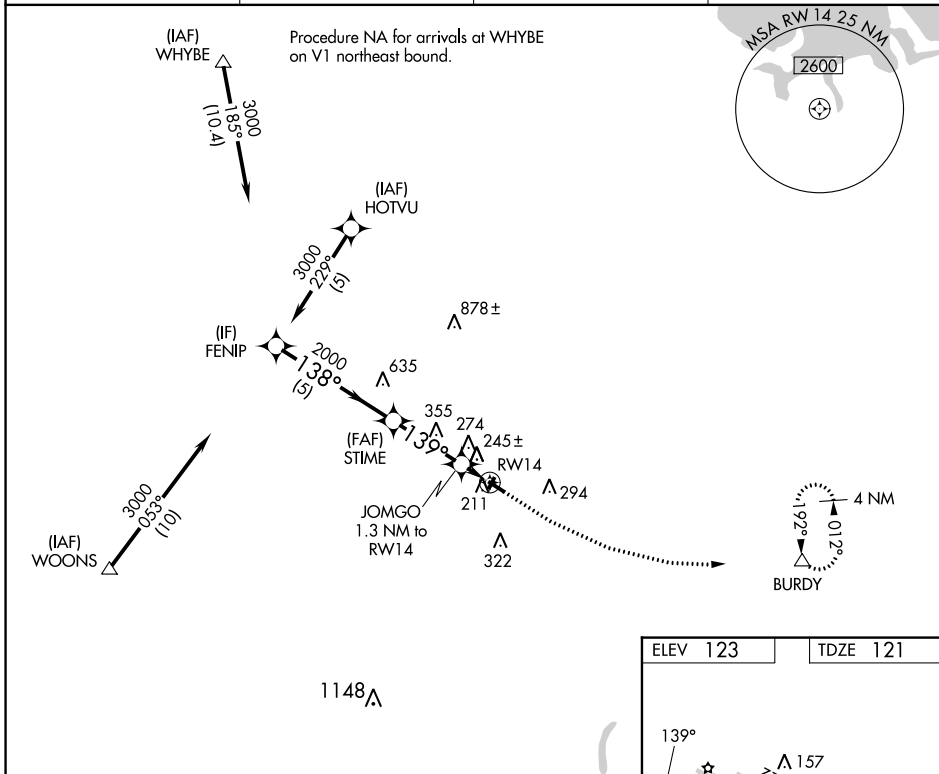 (IAF)
WHYBE
Procedure NA for arrivals at WHYBE
on V1 northeast bound.
MSA RW 14 25 NM
2600
3000
185°
(10.4)
(IAF)
HOTVU
3000
229°
(5)
878±
(IF)
FENIP
2000
138°
(5)
635
(FAF)
STIME
355
274
245±
139°
RW14
JOMGO
1.3 NM to
RW14
211
294
322
3000
053°
(10)
(IAF)
WOONS
4 NM
192°
012°
BURDY
1148
ELEV 123
TDZE 121
139°
157